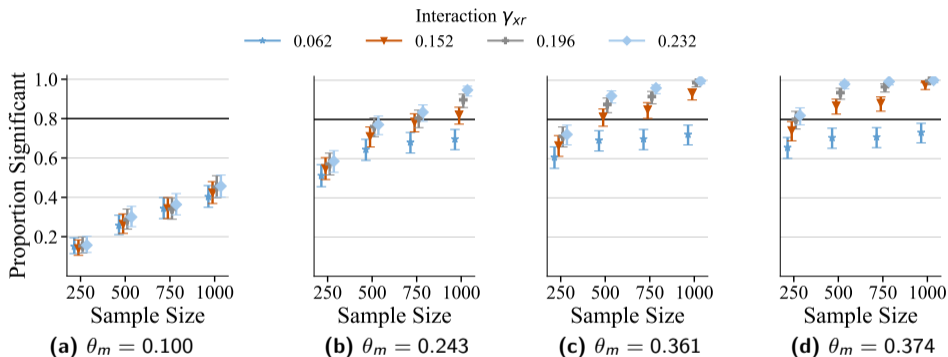 Interaction γxr
0.062 0.152 0.196 0.232
Proportion Significant
1.0
0.8
0.6
0.4
0.2
250 500 750 1000
Sample Size
(a) θm = 0.100
250 500 750 1000
Sample Size
(b) θm = 0.243
250 500 750 1000
Sample Size
(c) θm = 0.361
250 500 750 1000
Sample Size
(d) θm = 0.374